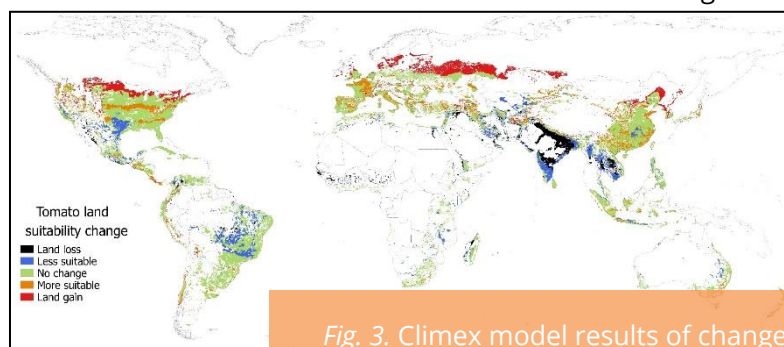 Tomato land
suitability change
Land loss
Less suitable
No change
More suitable
Land gain
Fig. 3. Climex model results of change